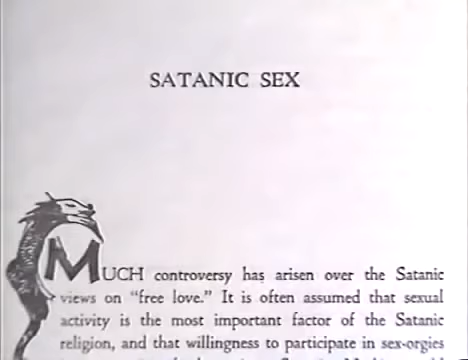 SATANIC SEX
MUCH controversy has arisen over the Satanic
views on "free love." It is often assumed that sexual
activity is the most important factor of the Satanic
religion, and that willingness to participate in sex-orgies